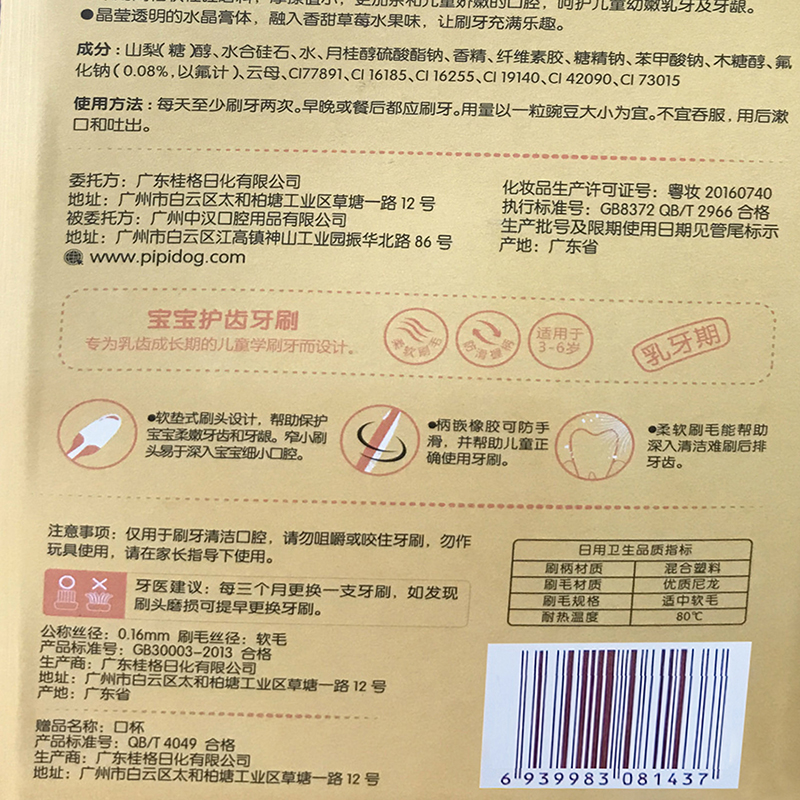 更加亲和儿童娇嫩的口腔，呵护儿童幼嫩乳牙及牙龈。
●晶莹透明的水晶膏体，融入香甜草莓水果味，让刷牙充满乐趣。
成分：山梨(糖)醇、水合硅石、水、月桂醇硫酸酯钠、香精、纤维素胶、糖精钠、苯甲酸钠、木糖醇、氟
化钠(0.08%，以氟计)、云母、CI77891、CI 16185、CI 16255、CI 19140、CI 42090、CI 73015
使用方法：每天至少刷牙两次。早晚或餐后都应刷牙。用量以一粒豌豆大小为宜。不宜吞服，用后漱
口和吐出。
委托方：广东桂格日化有限公司
地址：广州市白云区太和柏塘工业区草塘一路 12 号
被委托方：广州中汉口腔用品有限公司
地址：广州市白云区江高镇神山工业园振华北路 86 号
www.pipidog.com
化妆品生产许可证号：粤妆 20160740
执行标准号：GB8372 QB/T 2966 合格
生产批号及限期使用日期见管尾标示
产地：广东省
宝宝护齿牙刷
专为乳齿成长期的儿童学刷牙而设计。
柔软刷毛
防滑硬柄
适用于
3-6岁
乳牙期
●软垫式刷头设计，帮助保护
宝宝柔嫩牙齿和牙龈。窄小刷
头易于深入宝宝细小口腔。
●柄嵌橡胶可防手
滑，并帮助儿童正
确使用牙刷。
●柔软刷毛能帮助
深入清洁难刷后排
牙齿。
注意事项：仅用于刷牙清洁口腔，请勿咀嚼或咬住牙刷，勿作
玩具使用，请在家长指导下使用。
牙医建议：每三个月更换一支牙刷，如发现
刷头磨损可提早更换牙刷。
公称丝径：0.16mm 刷毛丝径：软毛
产品标准号：GB30003-2013 合格
生产商：广东桂格日化有限公司
地址：广州市白云区太和柏塘工业区草塘一路 12 号
产地：广东省
日用卫生品质指标
刷柄材质 混合塑料
刷毛材质 优质尼龙
刷毛规格 适中软毛
耐热温度 80℃
赠品名称：口杯
产品标准号：QB/T 4049 合格
生产商：广东桂格日化有限公司
地址：广州市白云区太和柏塘工业区草塘一路 12 号
6 939983 081437